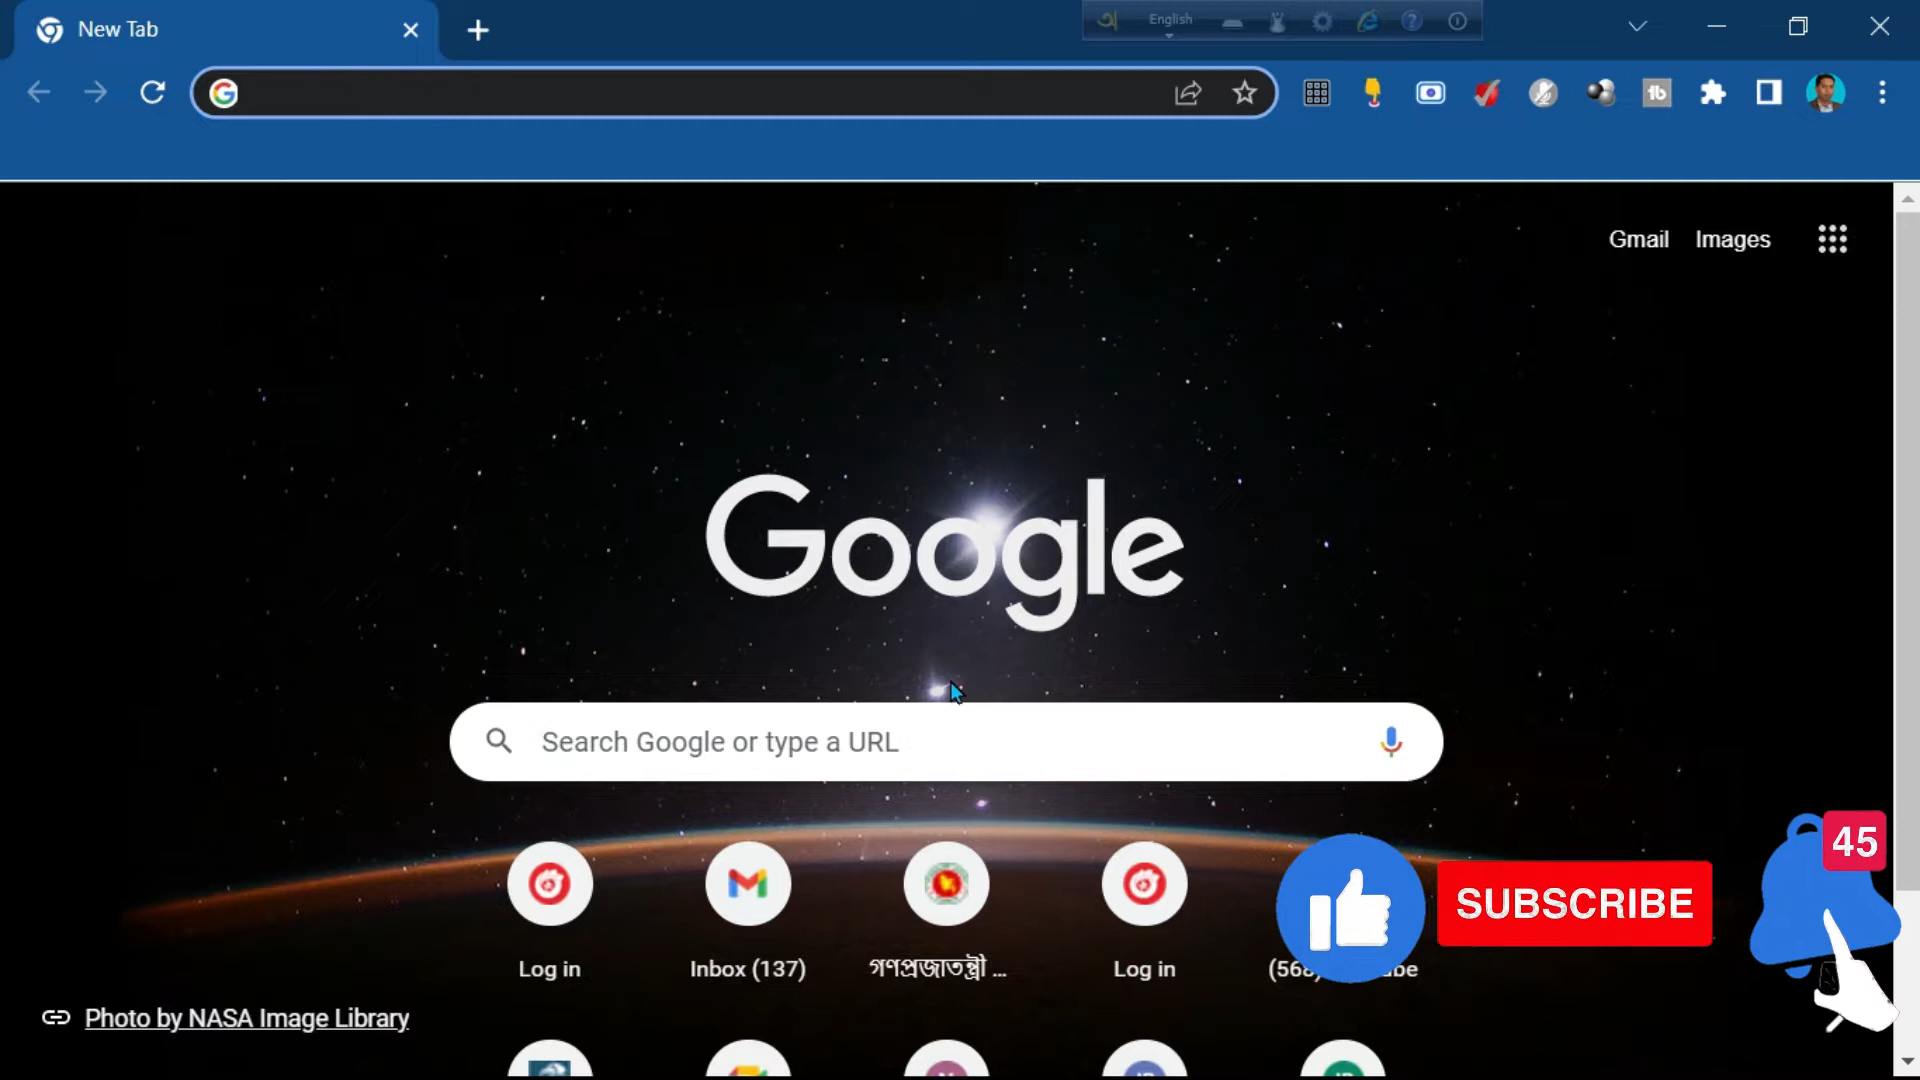 New Tab
অ English
Gmail Images
Google
Search Google or type a URL
45
SUBSCRIBE
Log in
Inbox (137)
গণপ্রজাতন্ত্রী ...
Log in
Photo by NASA Image Library